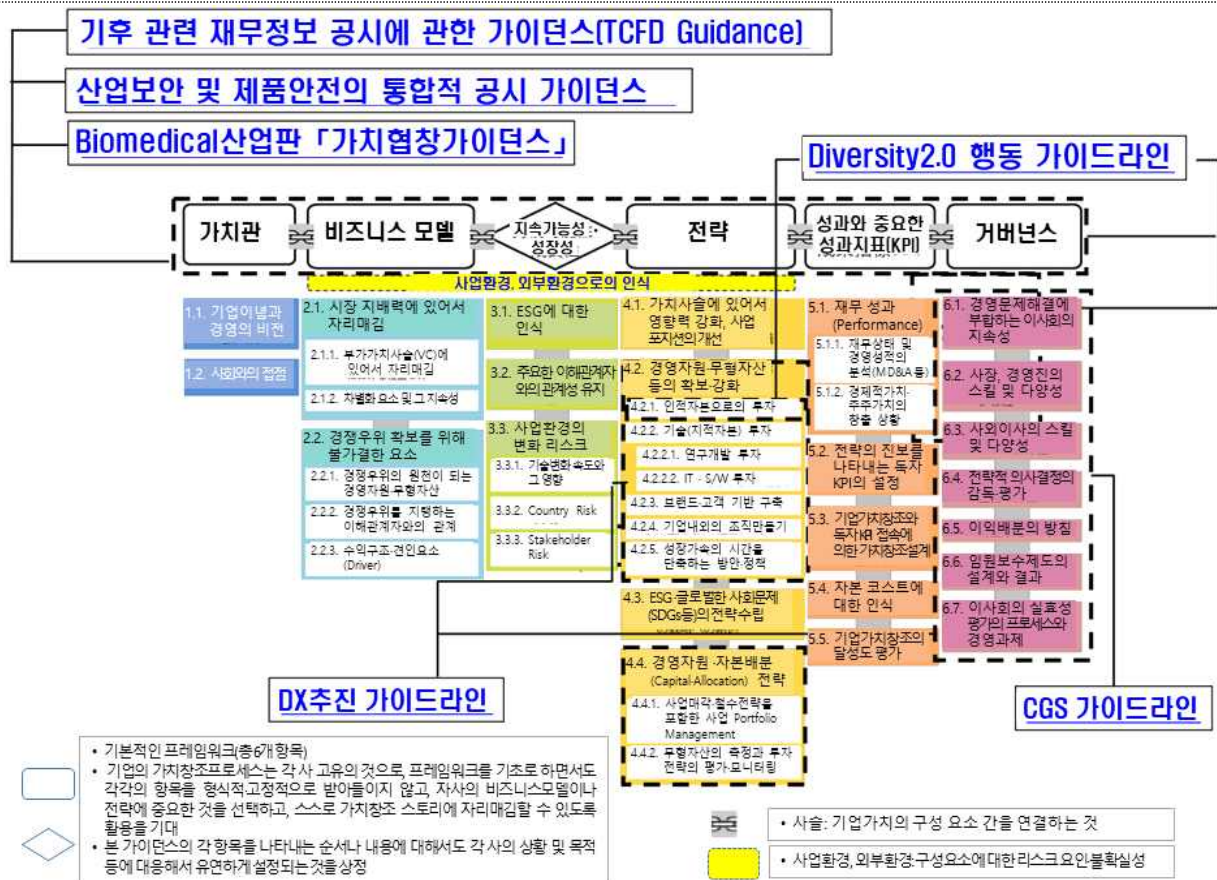 기후 관련 재무정보 공시에 관한 가이던스(TCFD Guidance)
산업보안 및 제품안전의 통합적 공시 가이던스
Biomedical산업판 「가치협창가이던스」
Diversity2.0 행동 가이드라인
가치관
비즈니스 모델
지속가능성·
성장성
전략
성과와 중요한
성과지표(KPI)
거버넌스
사업환경, 외부환경으로의 인식
1.1. 기업이념과
경영의 비전
1.2. 사회와의 접점
2.1. 시장 지배력에 있어서
자리매김
2.1.1. 부가가치사슬(VC)에
있어서 자리매김
2.1.2. 차별화 요소 및 그 지속성
2.2. 경쟁우위 확보를 위해
불가결한 요소
2.2.1. 경쟁우위의 원천이 되는
경영자원·무형자산
2.2.2. 경쟁우위를 지탱하는
이해관계자와의 관계
2.2.3. 수익구조·견인요소
(Driver)
3.1. ESG에 대한
인식
3.2. 주요한 이해관계자
와의 관계성 유지
3.3. 사업환경의
변화 리스크
3.3.1. 기술변화 속도와
그 영향
3.3.2. Country Risk
3.3.3. Stakeholder
Risk
4.1. 가치사슬에 있어서
영향력 강화, 사업
포지션의 개선
4.2. 경영자원·무형자산
등의 확보·강화
4.2.1. 인적자본으로의 투자
4.2.2. 기술(지적자본) 투자
4.2.2.1. 연구개발 투자
4.2.2.2. IT · S/W 투자
4.2.3. 브랜드·고객 기반 구축
4.2.4. 기업내외의 조직만들기
4.2.5. 성장가속의 시간을
단축하는 방안·정책
4.3. ESG·글로벌한 사회문제
(SDGs등)의 전략수립
4.4. 경영자원·자본배분
(Capital-Allocation) 전략
4.4.1. 사업매각·철수전략을
포함한 사업 Portfolio
Management
4.4.2. 무형자산의 측정과 투자
전략의 평가·모니터링
5.1. 재무 성과
(Performance)
5.1.1. 재무상태 및
경영성적의
분석(MD&A 등)
5.1.2. 경제적가치·
주주가치의
창출 상황
5.2. 전략의 진보를
나타내는 독자
KPI의 설정
5.3. 기업가치창조와
독자KPI 접속에
의한 가치창조설계
5.4. 자본 코스트에
대한 인식
5.5. 기업가치창조의
달성도 평가
6.1. 경영문제해결에
부합하는 이사회의
지속성
6.2. 사장, 경영진의
스킬 및 다양성
6.3. 사외이사의 스킬
및 다양성
6.4. 전략적 의사결정의
감독·평가
6.5. 이익배분의 방침
6.6. 임원보수제도의
설계와 결과
6.7. 이사회의 실효성
평가의 프로세스와
경영과제
DX추진 가이드라인
CGS 가이드라인
• 기본적인 프레임워크(총6개 항목)
• 기업의 가치창조프로세스는 각 사 고유의 것으로, 프레임워크를 기초로 하면서도
각각의 항목을 형식적·고정적으로 받아들이지 않고, 자사의 비즈니스모델이나
전략에 중요한 것을 선택하고, 스스로 가치창조 스토리에 자리매김할 수 있도록
활용을 기대
• 본 가이던스의 각 항목을 나타내는 순서나 내용에 대해서도 각 사의 상황 및 목적
등에 대응해서 유연하게 설정되는 것을 상정
• 사슬: 기업가치의 구성 요소 간을 연결하는 것
• 사업환경, 외부환경:구성요소에 대한 리스크 요인·불확실성